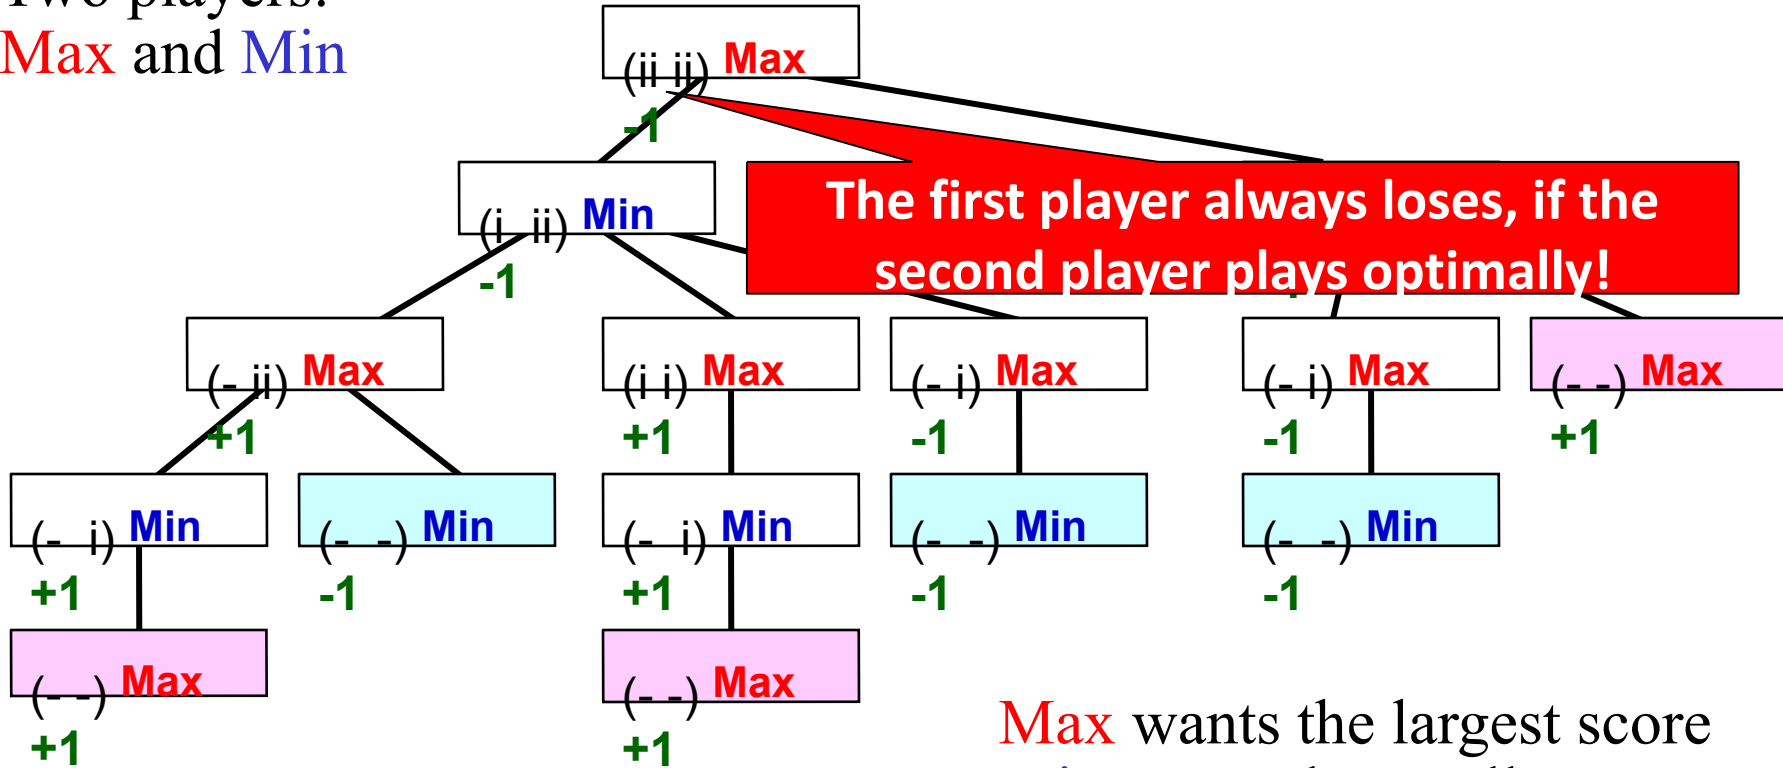 Two players:
Max and Min
(ii ii) Max
-1
(i ii) Min
-1
The first player always loses, if the
second player plays optimally!
(- ii) Max
+1
(i i) Max
+1
(- i) Max
-1
(- i) Max
-1
(- -) Max
+1
(- i) Min
+1
(- -) Min
-1
(- i) Min
+1
(- -) Min
-1
(- -) Min
-1
(- -) Max
+1
(- -) Max
+1
Max wants the largest score